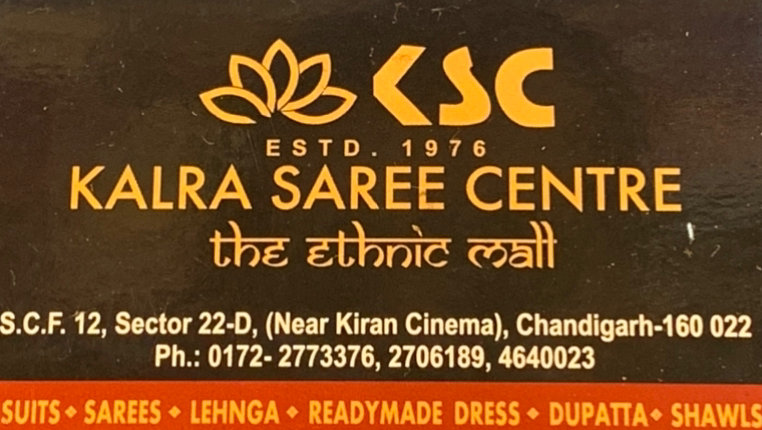 KSC
ESTD. 1976
KALRA SAREE CENTRE
the ethnic mall
S.C.F. 12, Sector 22-D, (Near Kiran Cinema), Chandigarh-160 022
Ph.: 0172- 2773376, 2706189, 4640023
SUITS ◆ SAREES ◆ LEHNGA ◆ READYMADE DRESS ◆ DUPATTA ◆ SHAWLS